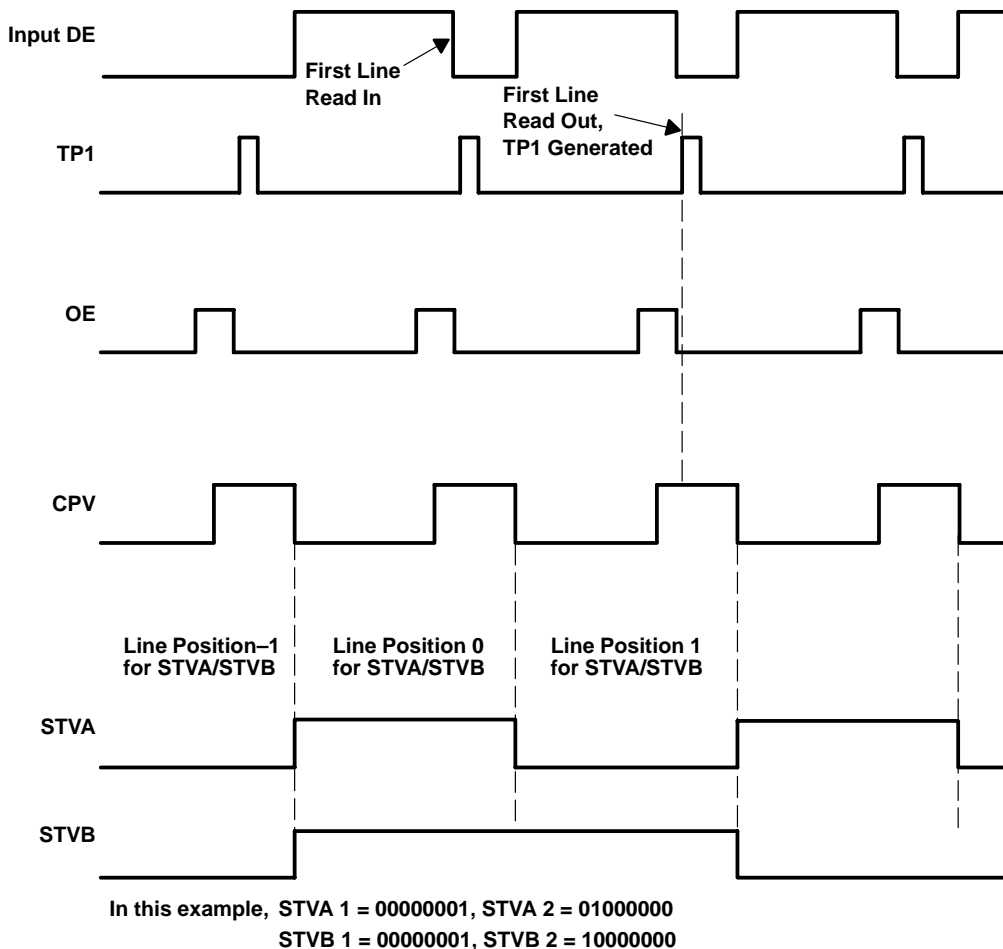 Input DE
First Line
Read In
First Line
Read Out,
TP1 Generated
TP1
OE
CPV
Line Position–1
for STVA/STVB
Line Position 0
for STVA/STVB
Line Position 1
for STVA/STVB
STVA
STVB
In this example, STVA 1 = 00000001, STVA 2 = 01000000
STVB 1 = 00000001, STVB 2 = 10000000